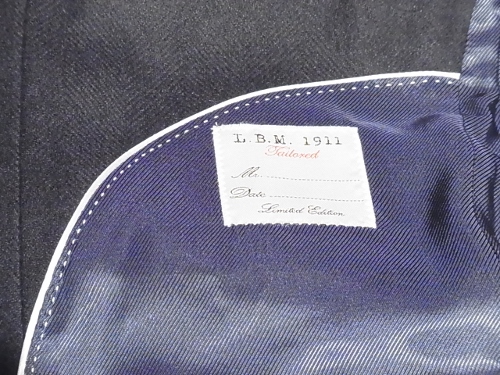 L.B.M. 1911
Tailored
Mr.
Date
Limited Edition